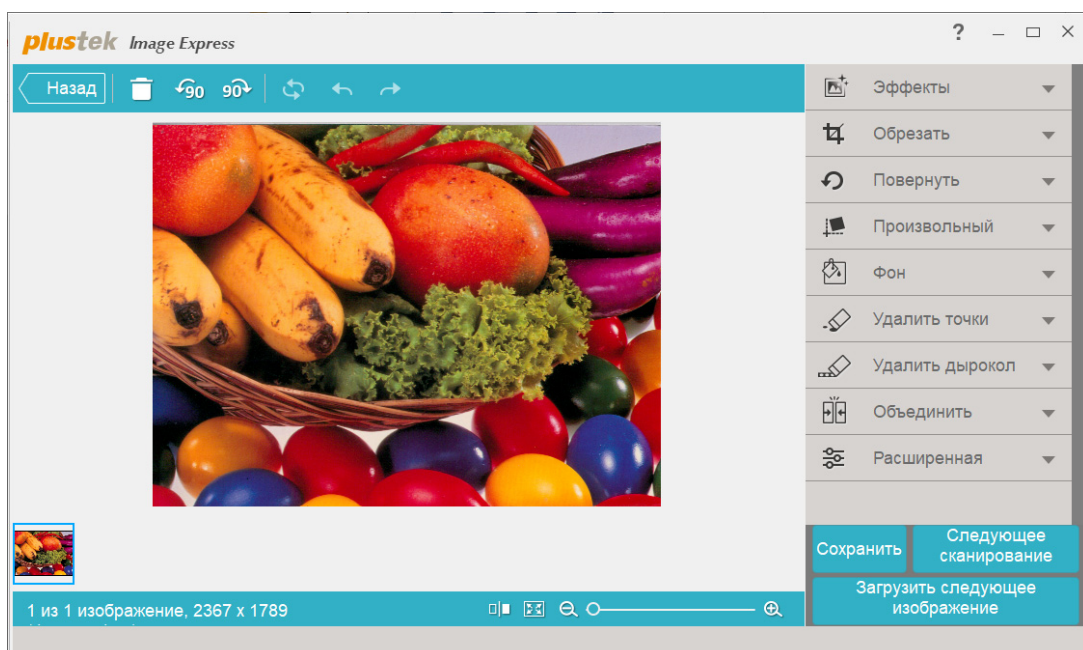 plustek Image Express
?
Назад
90 90
Эффекты
Обрезать
Повернуть
Произвольный
Фон
Удалить точки
Удалить дырокол
Объединить
Расширенная
Сохранить
Следующее
сканирование
Загрузить следующее
изображение
1 из 1 изображение, 2367 x 1789